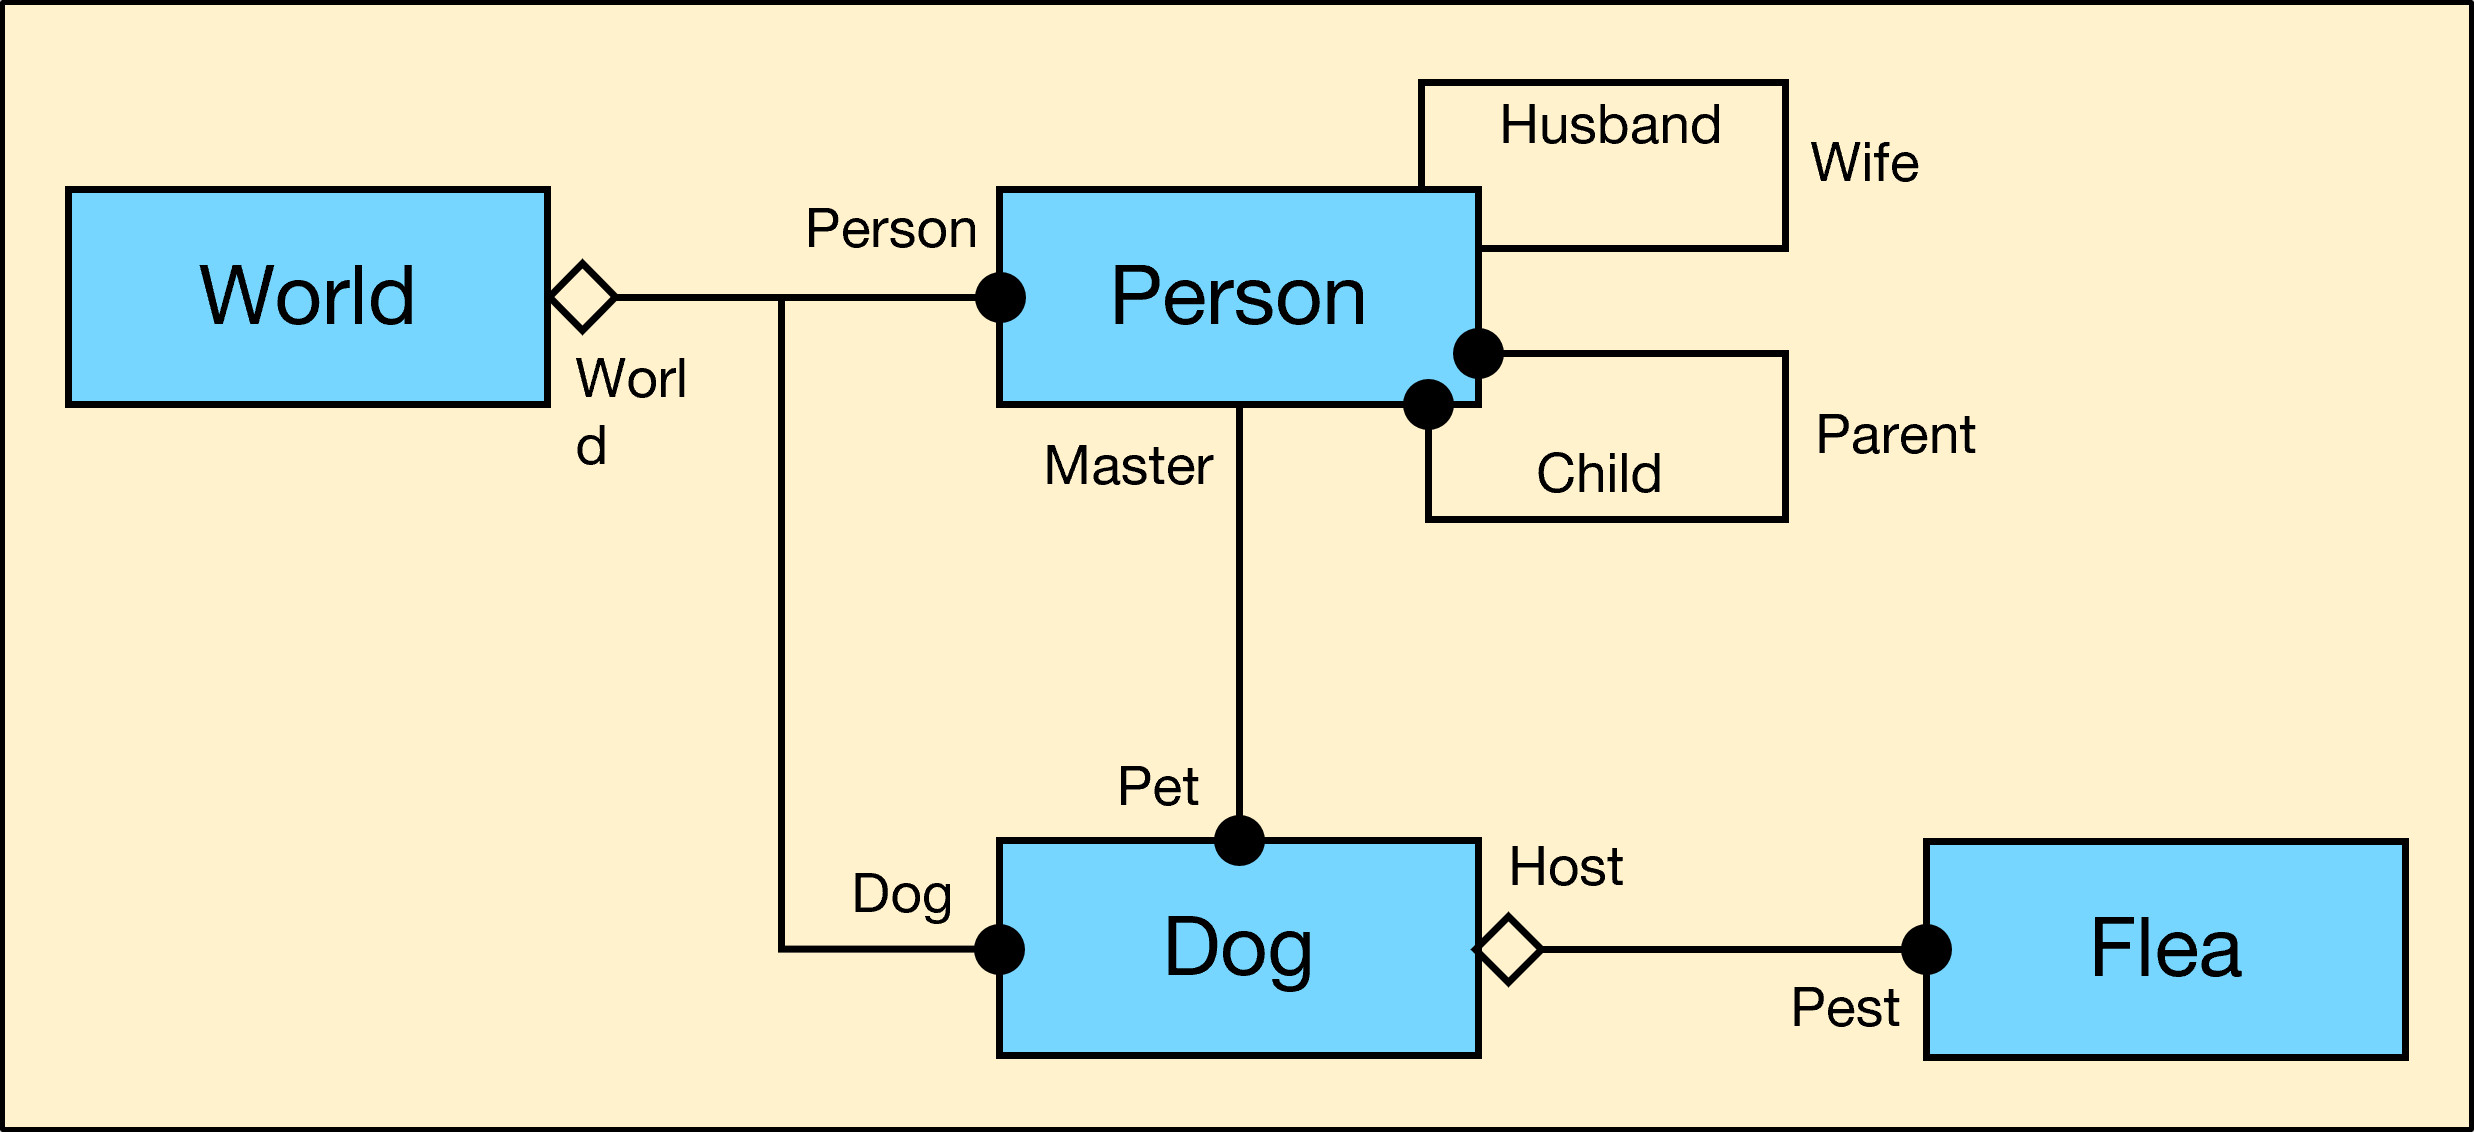 Husband
Wife
World
Person
Person
Worl
d
Master
Child
Parent
Pet
Dog
Dog
Host
Flea
Pest